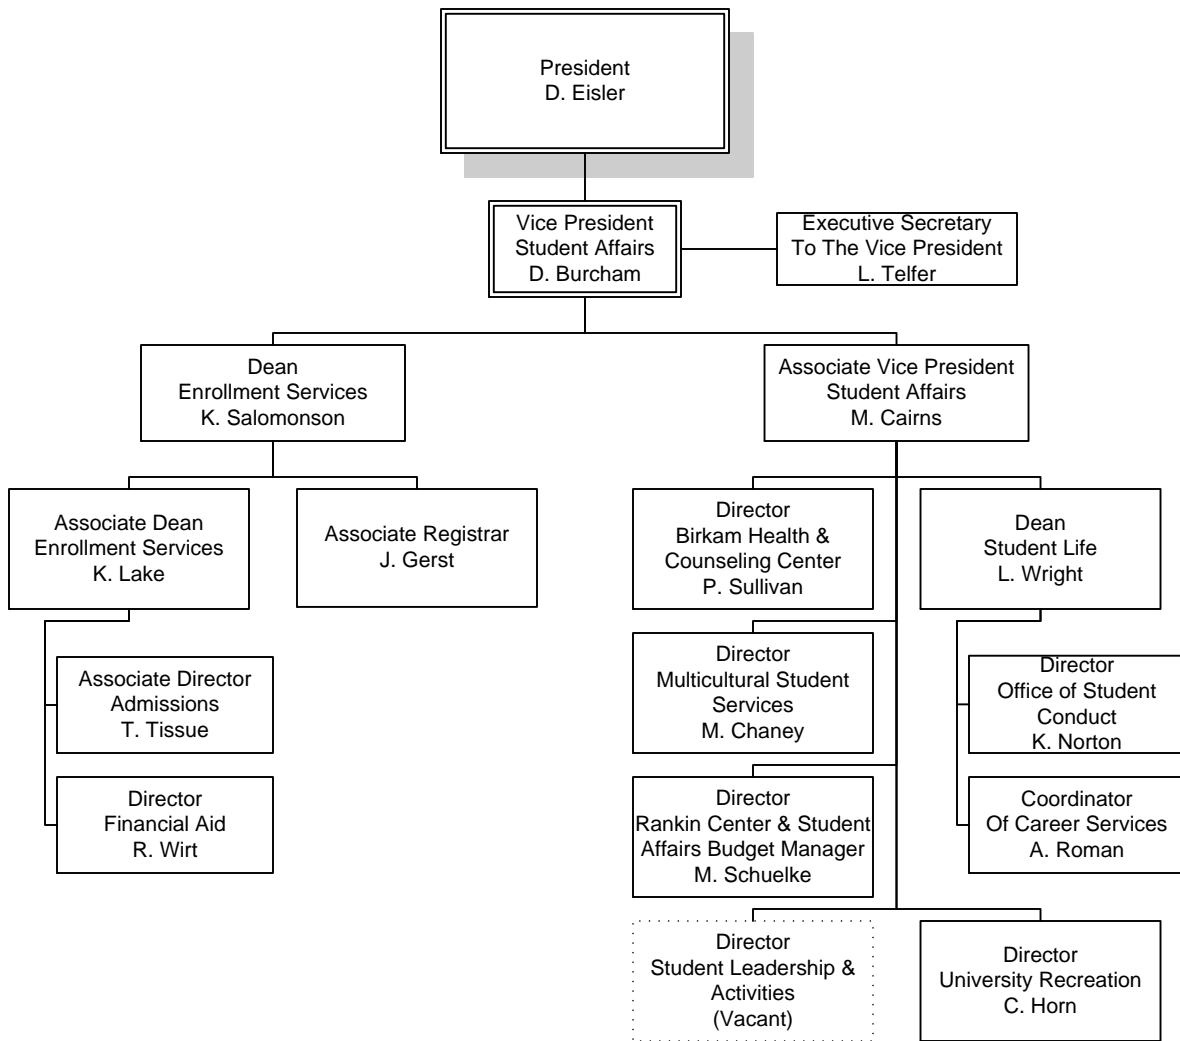 President
D. Eisler
Vice President
Student Affairs
D. Burcham
Executive Secretary
To The Vice President
L. Telfer
Dean
Enrollment Services
K. Salomonson
Associate Vice President
Student Affairs
M. Cairns
Associate Dean
Enrollment Services
K. Lake
Associate Registrar
J. Gerst
Director
Birkam Health &
Counseling Center
P. Sullivan
Dean
Student Life
L. Wright
Associate Director
Admissions
T. Tissue
Director
Multicultural Student
Services
M. Chaney
Director
Office of Student
Conduct
K. Norton
Director
Financial Aid
R. Wirt
Director
Rankin Center & Student
Affairs Budget Manager
M. Schuelke
Coordinator
Of Career Services
A. Roman
Director
Student Leadership &
Activities
(Vacant)
Director
University Recreation
C. Horn